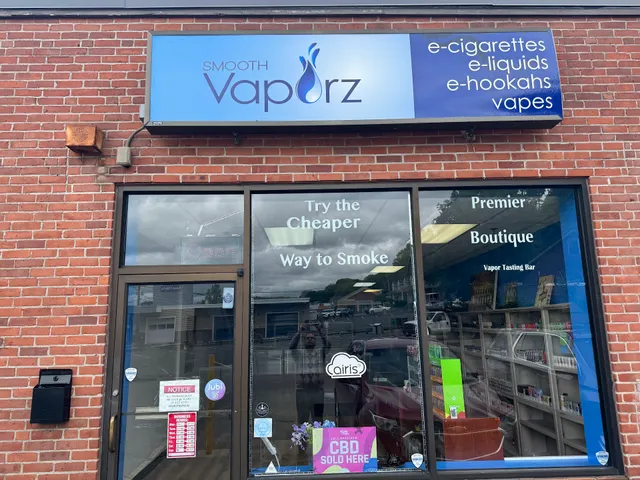 SMOOTH
Vaporz
e-cigarettes
e-liquids
e-hookahs
vapes
Try the
Cheaper
Way to Smoke
Premier
Boutique
Vapor Tasting Bar
airis
NOTICE
Jubi
CBD
SOLD HERE